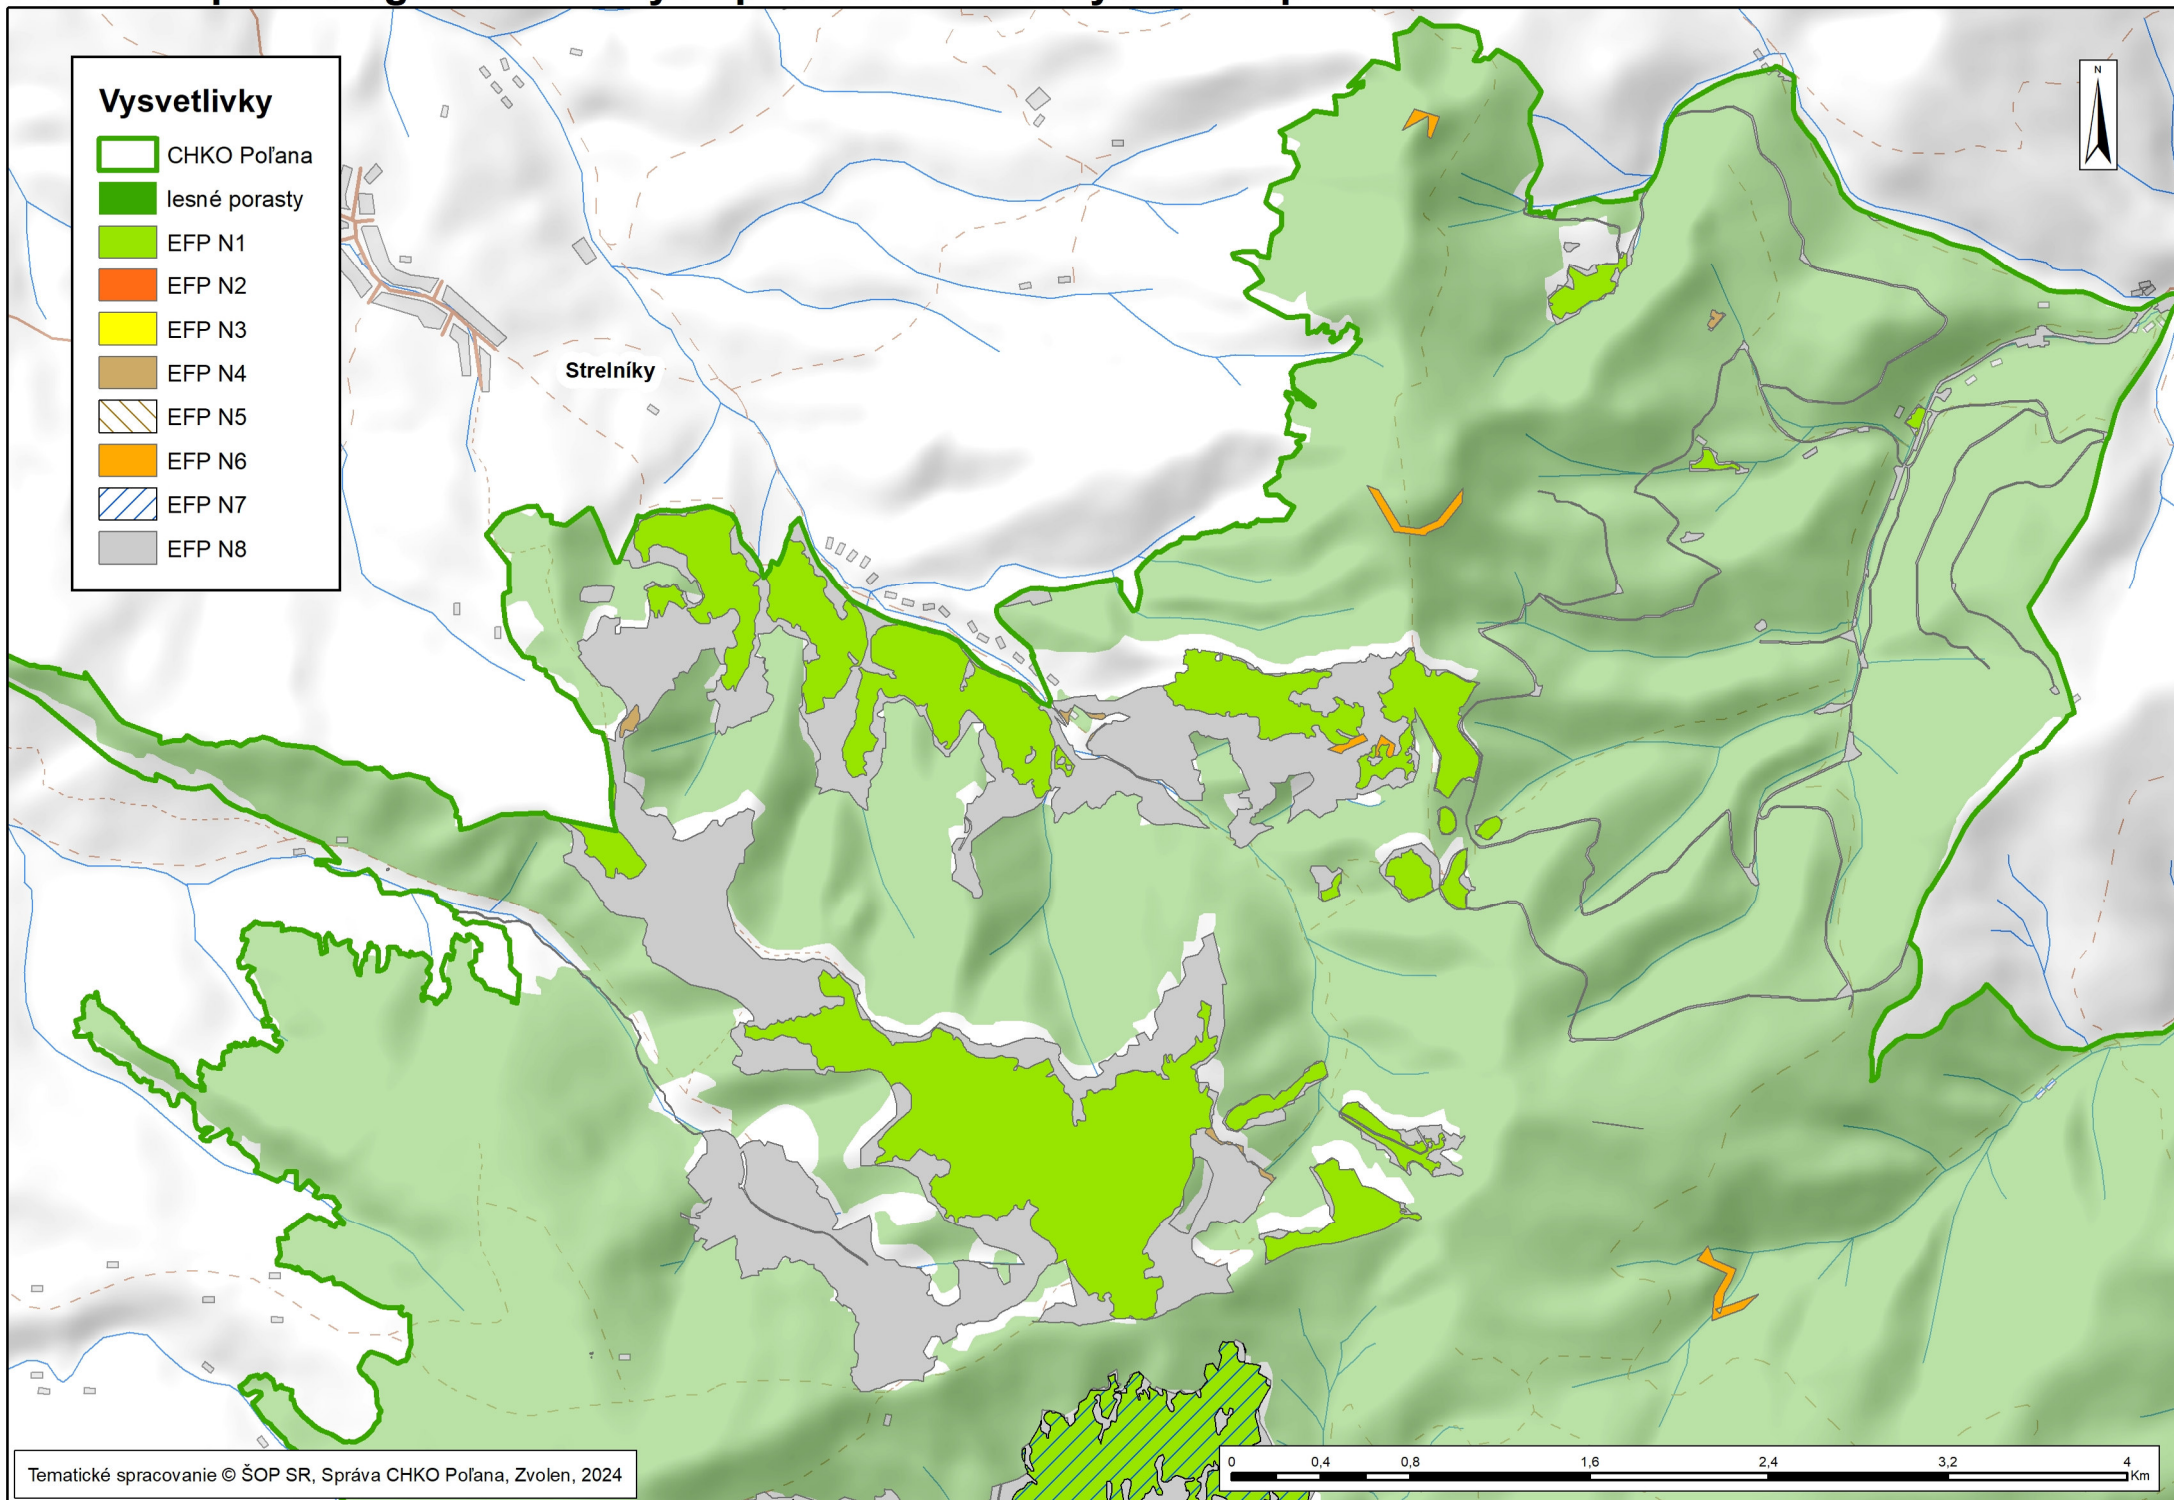 Vysvetlivky
CHKO Poľana
lesné porasty
EFP N1
EFP N2
EFP N3
EFP N4
EFP N5
EFP N6
EFP N7
EFP N8
N
Strelníky
Tematické spracovanie © ŠOP SR, Správa CHKO Poľana, Zvolen, 2024
0 0,4 0,8 1,6 2,4 3,2 4
Km